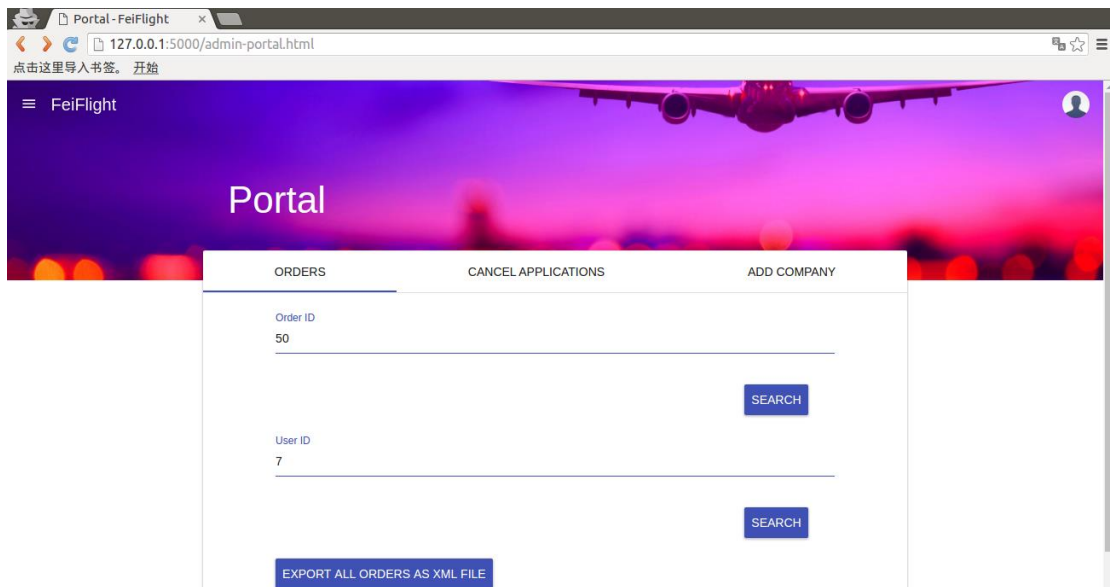 Portal - FeiFlight
127.0.0.1:5000/admin-portal.html
点击这里导入书签。 开始
FeiFlight
Portal
ORDERS CANCEL APPLICATIONS ADD COMPANY
Order ID
50
SEARCH
User ID
7
SEARCH
EXPORT ALL ORDERS AS XML FILE